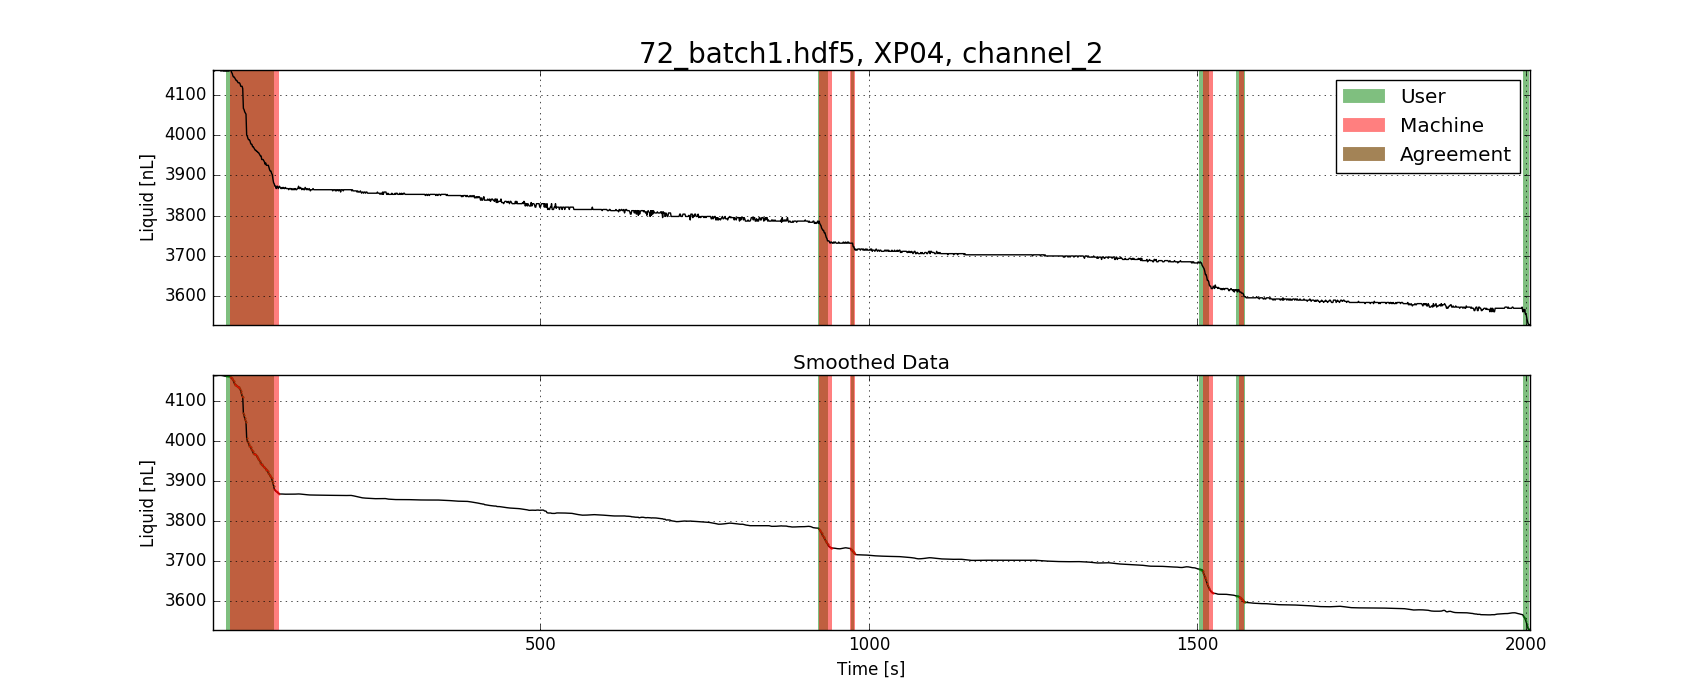 72_batch1.hdf5, XP04, channel_2
4100
4000
3900
3800
3700
3600
Liquid [nL]
User
Machine
Agreement
Smoothed Data
4100
4000
3900
3800
3700
3600
Liquid [nL]
500
1000
1500
2000
Time [s]